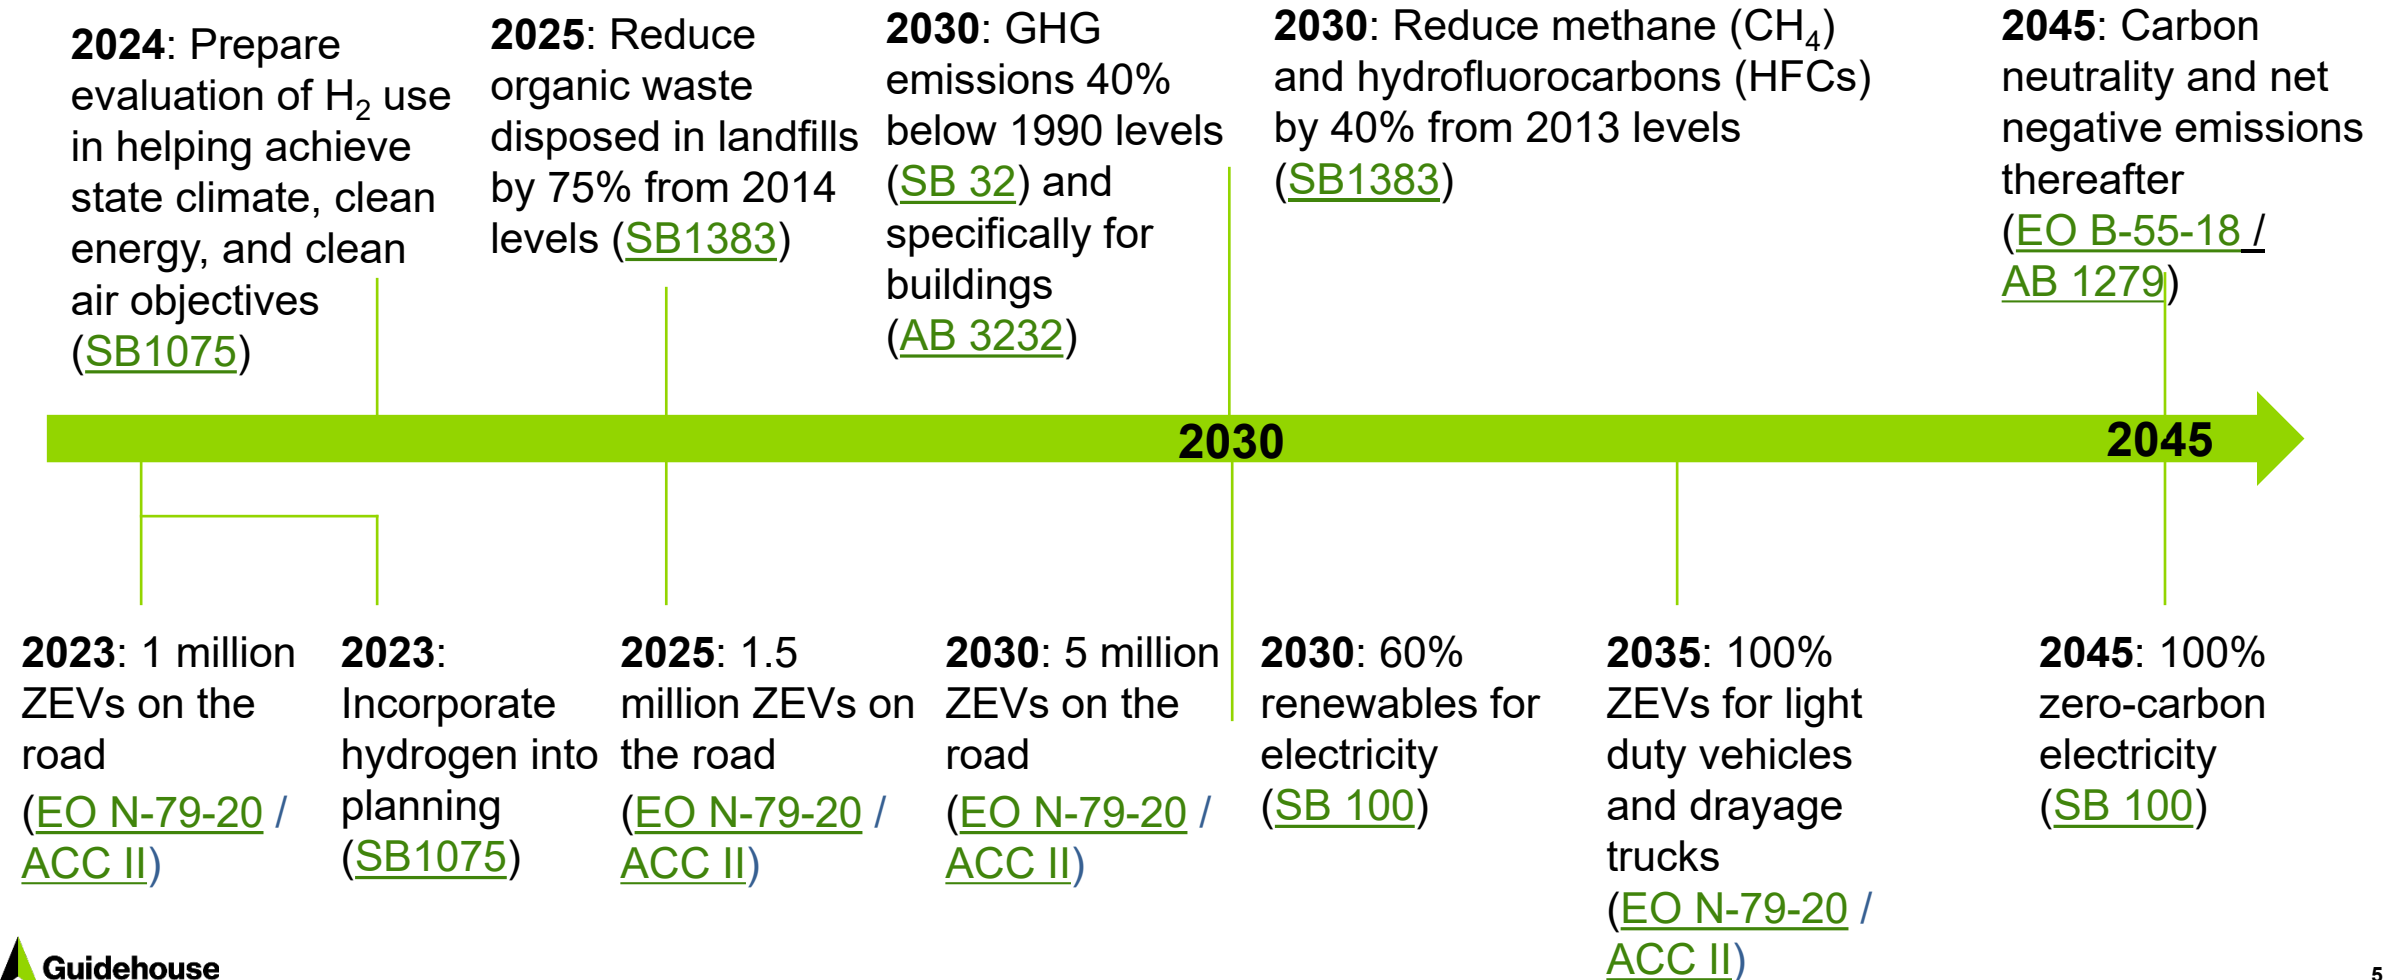 2024: Prepare
evaluation of H₂ use
in helping achieve
state climate, clean
energy, and clean
air objectives
(SB1075)
2025: Reduce
organic waste
disposed in landfills
by 75% from 2014
levels (SB1383)
2030: GHG
emissions 40%
below 1990 levels
(SB 32) and
specifically for
buildings
(AB 3232)
2030: Reduce methane (CH₄)
and hydrofluorocarbons (HFCs)
by 40% from 2013 levels
(SB1383)
2045: Carbon
neutrality and net
negative emissions
thereafter
(EO B-55-18 /
AB 1279)
2030
2045
2023: 1 million
ZEVs on the
road
(EO N-79-20 /
ACC II)
2023:
Incorporate
hydrogen into
planning
(SB1075)
2025: 1.5
million ZEVs on
the road
(EO N-79-20 /
ACC II)
2030: 5 million
ZEVs on the
road
(EO N-79-20 /
ACC II)
2030: 60%
renewables for
electricity
(SB 100)
2035: 100%
ZEVs for light
duty vehicles
and drayage
trucks
(EO N-79-20 /
ACC II)
2045: 100%
zero-carbon
electricity
(SB 100)
Guidehouse
5